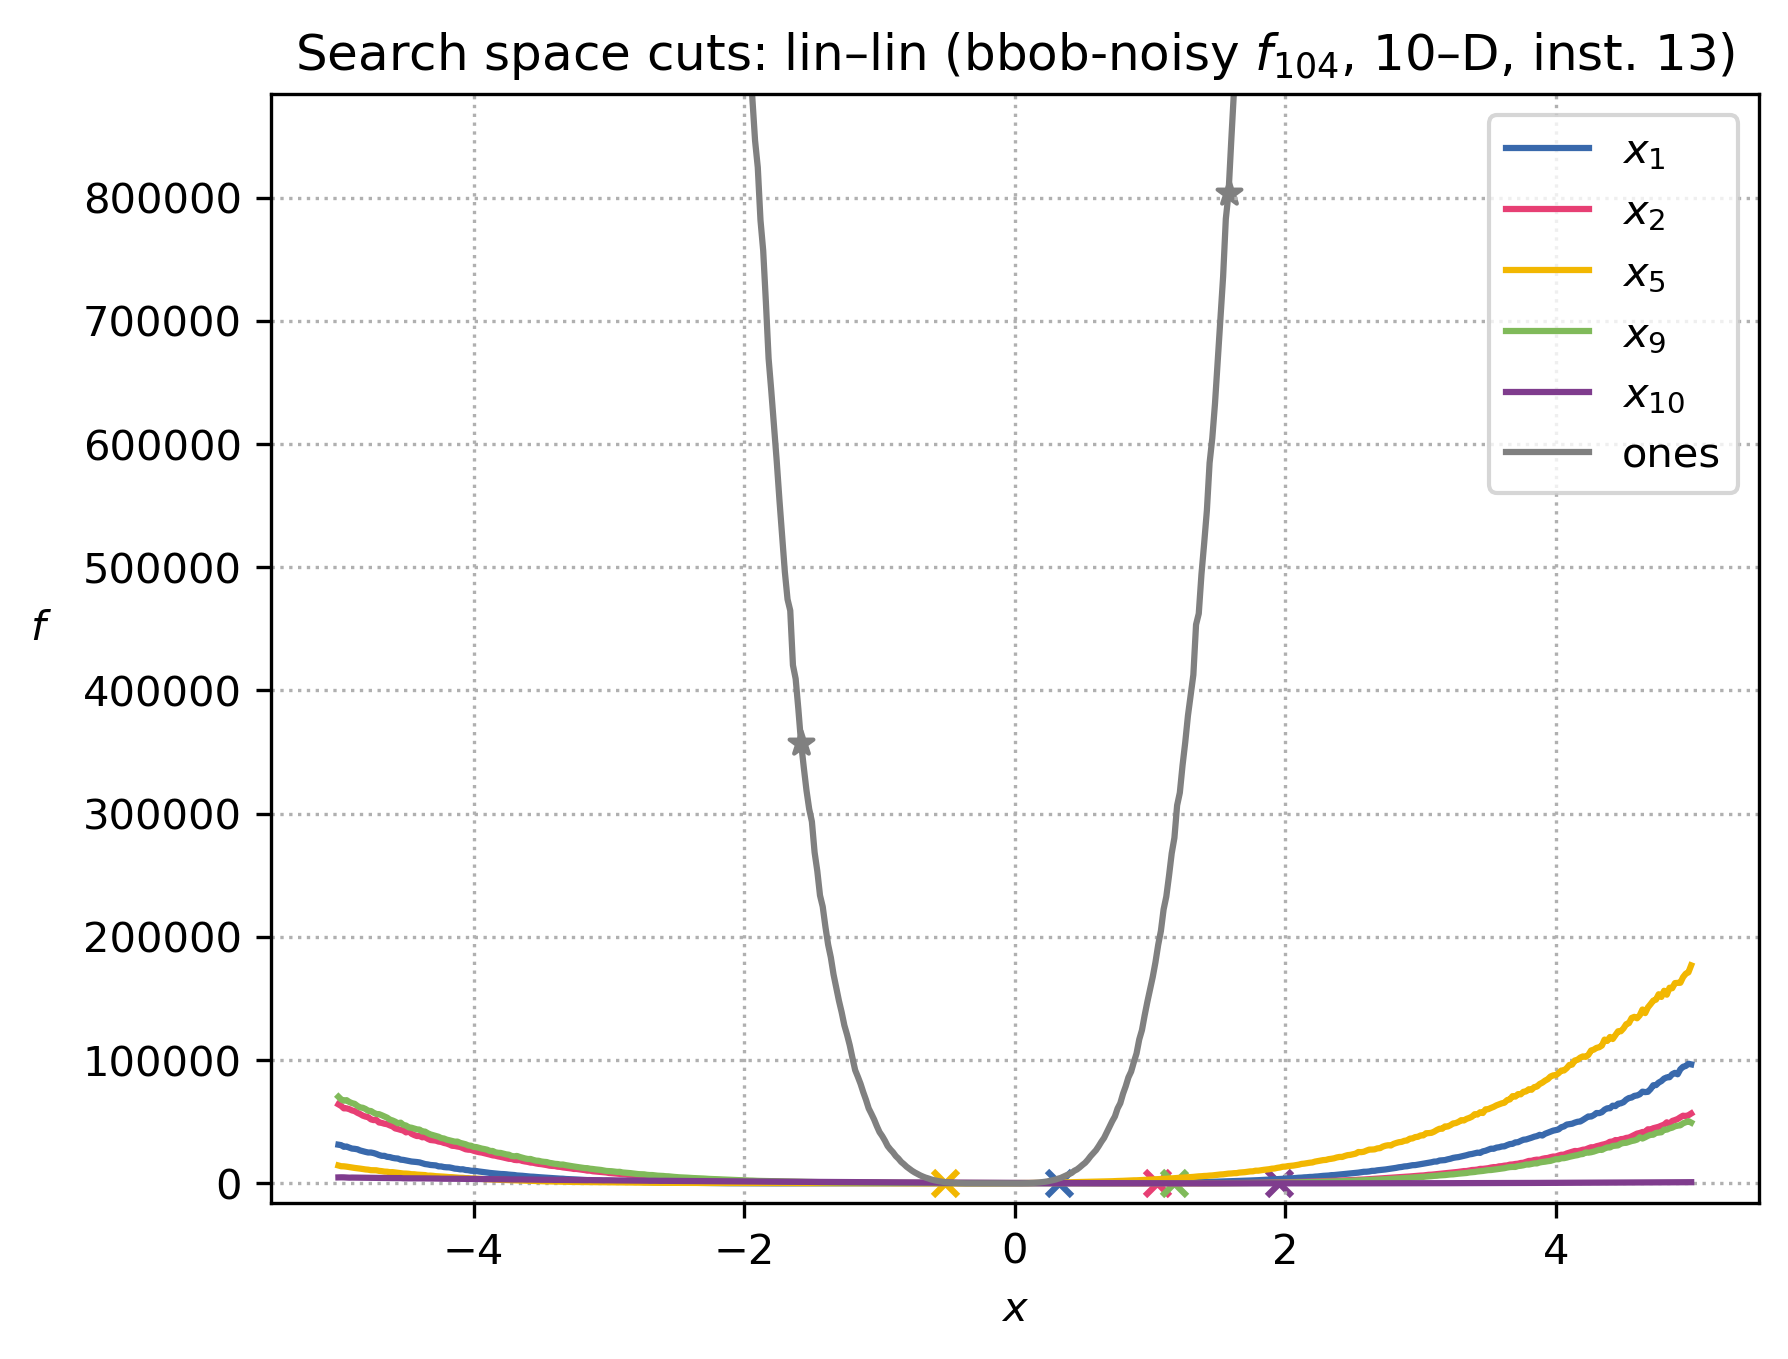 Search space cuts: lin–lin (bbob-noisy f₁₀₄, 10–D, inst. 13)
x₁
x₂
x₅
x₉
x₁₀
ones
800000
700000
600000
500000
400000
300000
200000
100000
0
f
−4 −2 0 2 4
x